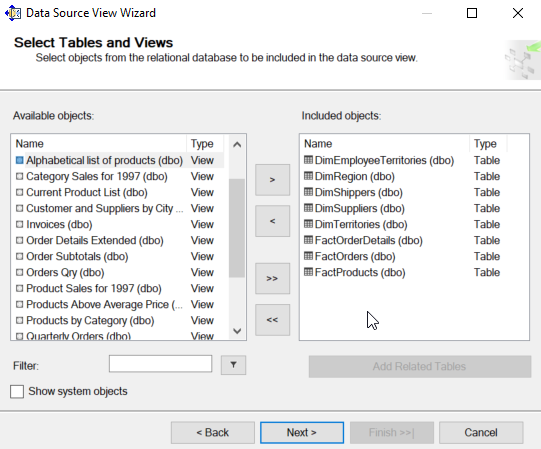 Data Source View Wizard
Select Tables and Views
Select objects from the relational database to be included in the data source view.
Available objects:
Name Type
Alphabetical list of products (dbo) View
Category Sales for 1997 (dbo) View
Current Product List (dbo) View
Customer and Suppliers by City ... View
Invoices (dbo) View
Order Details Extended (dbo) View
Order Subtotals (dbo) View
Orders Qry (dbo) View
Product Sales for 1997 (dbo) View
Products Above Average Price (... View
Products by Category (dbo) View
Quarterly Orders (dbo) View
>
<
>>
<<
Included objects:
Name Type
DimEmployeeTerritories (dbo) Table
DimRegion (dbo) Table
DimShippers (dbo) Table
DimSuppliers (dbo) Table
DimTerritories (dbo) Table
FactOrderDetails (dbo) Table
FactOrders (dbo) Table
FactProducts (dbo) Table
Filter:
Add Related Tables
Show system objects
< Back Next > Finish >>| Cancel